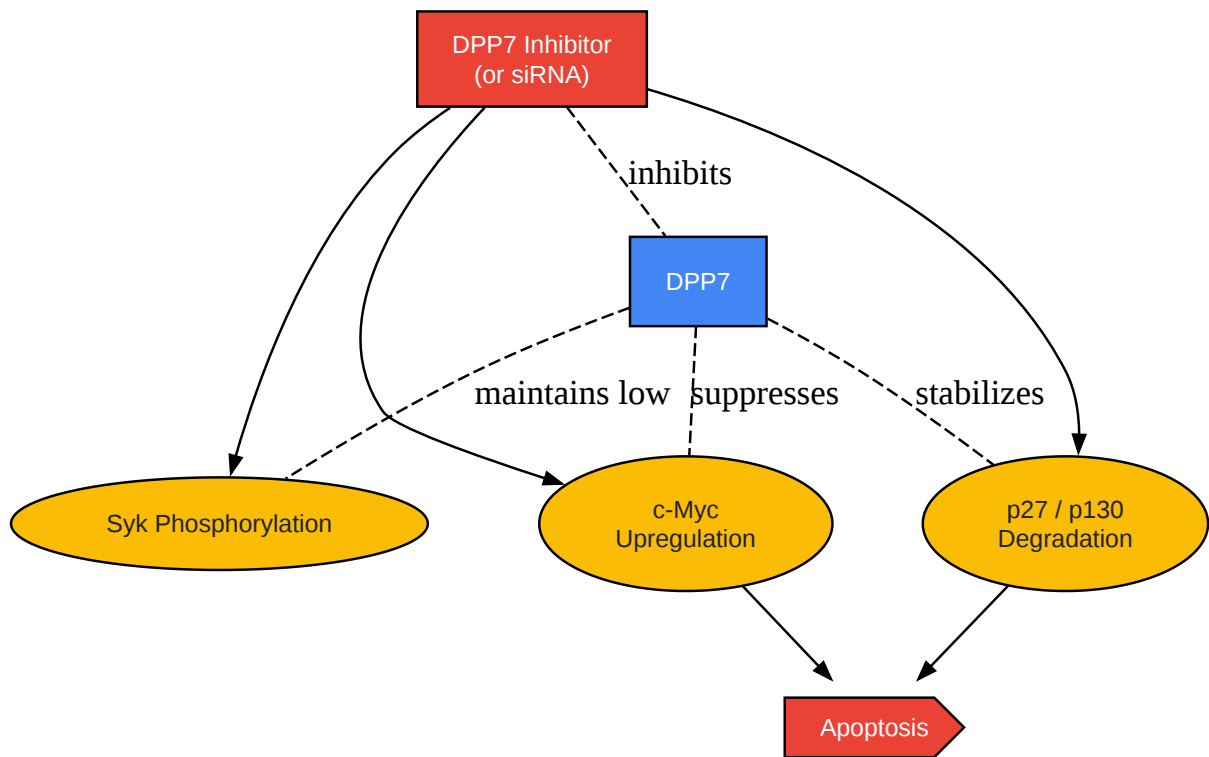 DPP7 Inhibitor
(or siRNA)
inhibits
DPP7
maintains low
suppresses
stabilizes
Syk Phosphorylation
c-Myc
Upregulation
p27 / p130
Degradation
Apoptosis